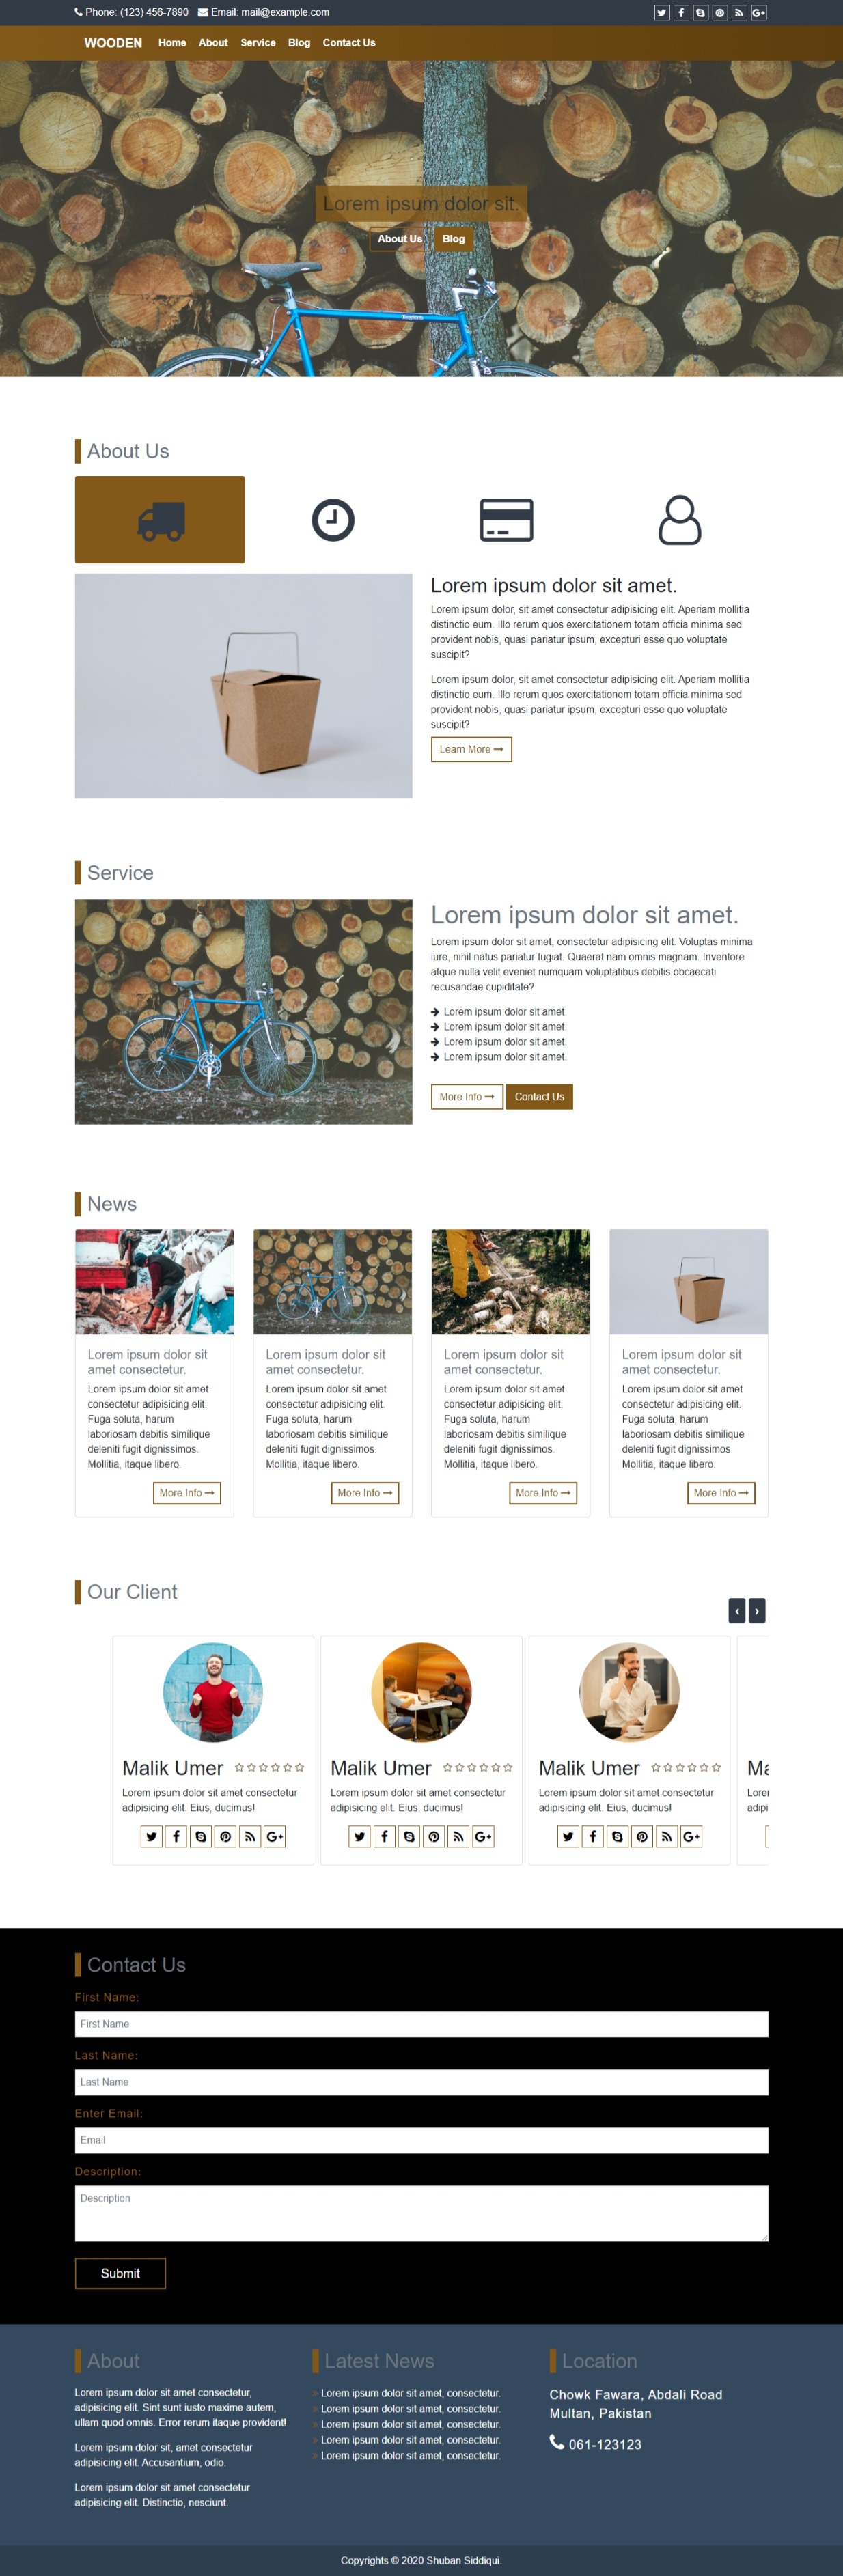 Phone: (123) 456-7890 Email: mail@example.com
WOODEN Home About Service Blog Contact Us
Lorem ipsum dolor sit.
About Us Blog
About Us
Lorem ipsum dolor sit amet.
Lorem ipsum dolor, sit amet consectetur adipisicing elit. Aperiam mollitia
distinctio eum. Illo rerum quos exercitationem totam officia minima sed
provident nobis, quasi pariatur ipsum, excepturi esse quo voluptate
suscipit?
Lorem ipsum dolor, sit amet consectetur adipisicing elit. Aperiam mollitia
distinctio eum. Illo rerum quos exercitationem totam officia minima sed
provident nobis, quasi pariatur ipsum, excepturi esse quo voluptate
suscipit?
Learn More
Service
Lorem ipsum dolor sit amet.
Lorem ipsum dolor sit amet, consectetur adipisicing elit. Voluptas minima
iure, nihil natus pariatur fugiat. Quaerat nam omnis magnam. Inventore
atque nulla velit eveniet numquam voluptatibus debitis obcaecati
recusandae cupiditate?
Lorem ipsum dolor sit amet.
Lorem ipsum dolor sit amet.
Lorem ipsum dolor sit amet.
Lorem ipsum dolor sit amet.
More Info Contact Us
News
Lorem ipsum dolor sit
amet consectetur.
Lorem ipsum dolor sit amet
consectetur adipisicing elit.
Fuga soluta, harum
laboriosam debitis similique
deleniti fugit dignissimos.
Mollitia, itaque libero.
More Info
Lorem ipsum dolor sit
amet consectetur.
Lorem ipsum dolor sit amet
consectetur adipisicing elit.
Fuga soluta, harum
laboriosam debitis similique
deleniti fugit dignissimos.
Mollitia, itaque libero.
More Info
Lorem ipsum dolor sit
amet consectetur.
Lorem ipsum dolor sit amet
consectetur adipisicing elit.
Fuga soluta, harum
laboriosam debitis similique
deleniti fugit dignissimos.
Mollitia, itaque libero.
More Info
Lorem ipsum dolor sit
amet consectetur.
Lorem ipsum dolor sit amet
consectetur adipisicing elit.
Fuga soluta, harum
laboriosam debitis similique
deleniti fugit dignissimos.
Mollitia, itaque libero.
More Info
Our Client
‹ ›
Malik Umer
Lorem ipsum dolor sit amet consectetur
adipisicing elit. Eius, ducimus!
Malik Umer
Lorem ipsum dolor sit amet consectetur
adipisicing elit. Eius, ducimus!
Malik Umer
Lorem ipsum dolor sit amet consectetur
adipisicing elit. Eius, ducimus!
Ma
Lorer
adipi
Contact Us
First Name:
First Name
Last Name:
Last Name
Enter Email:
Email
Description:
Description
Submit
About
Lorem ipsum dolor sit amet consectetur,
adipisicing elit. Sint sunt iusto maxime autem,
ullam quod omnis. Error rerum itaque provident!
Lorem ipsum dolor sit, amet consectetur
adipisicing elit. Accusantium, odio.
Lorem ipsum dolor sit amet consectetur
adipisicing elit. Distinctio, nesciunt.
Latest News
Lorem ipsum dolor sit amet, consectetur.
Lorem ipsum dolor sit amet, consectetur.
Lorem ipsum dolor sit amet, consectetur.
Lorem ipsum dolor sit amet, consectetur.
Lorem ipsum dolor sit amet, consectetur.
Location
Chowk Fawara, Abdali Road
Multan, Pakistan
061-123123
Copyrights © 2020 Shuban Siddiqui.